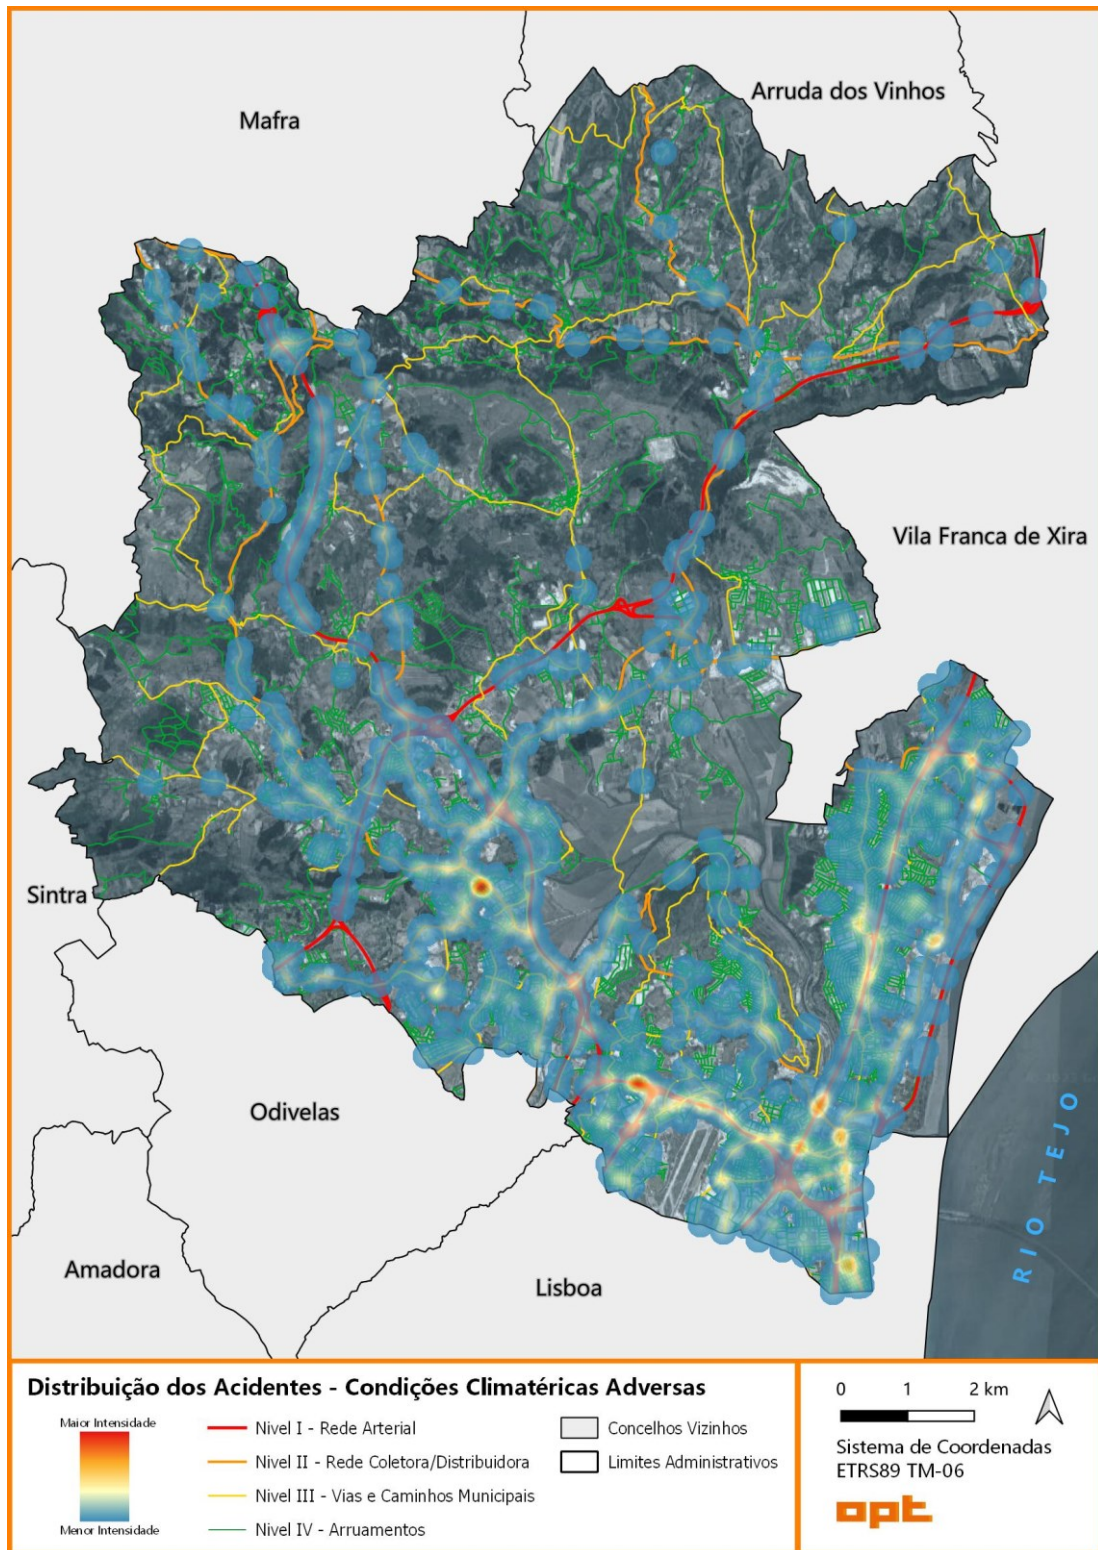 Arruda dos Vinhos
Mafra
Vila Franca de Xira
Sintra
Odivelas
RIO TEJO
Amadora
Lisboa
Distribuição dos Acidentes - Condições Climatéricas Adversas
Maior Intensidade
Menor Intensidade
Nivel I - Rede Arterial
Nivel II - Rede Coletora/Distribuidora
Nivel III - Vias e Caminhos Municipais
Nivel IV - Arruamentos
Concelhos Vizinhos
Limites Administrativos
0 1 2 km
Sistema de Coordenadas
ETRS89 TM-06
opt